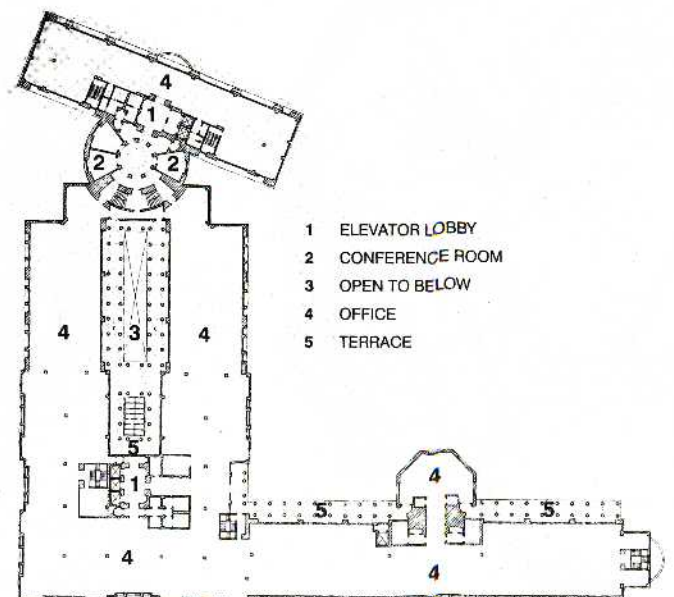 4
1
2 2
1 ELEVATOR LOBBY
2 CONFERENCE ROOM
3 OPEN TO BELOW
4 OFFICE
5 TERRACE
4 3 4
5
4
1
5 5
4
4